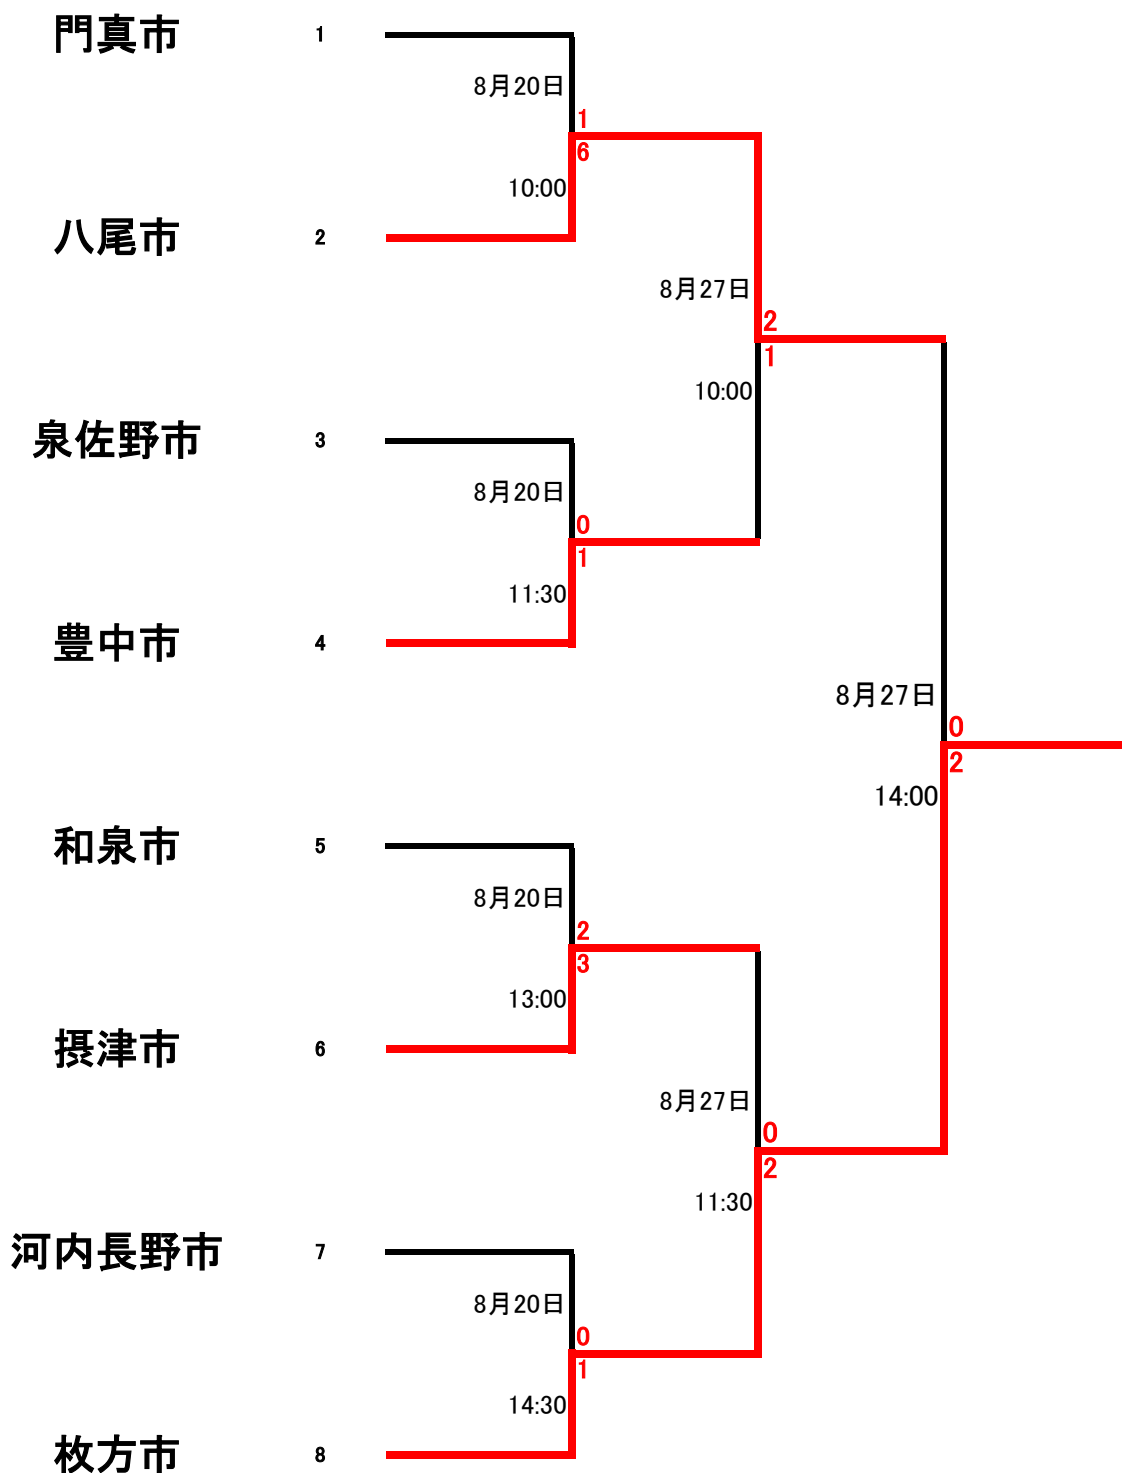 門真市 1
8月20日
1
6
10:00
八尾市 2
8月27日
2
1
10:00
泉佐野市 3
8月20日
0
1
11:30
豊中市 4
8月27日
0
2
14:00
和泉市 5
8月20日
2
3
13:00
摂津市 6
8月27日
0
2
11:30
河内長野市 7
8月20日
0
1
14:30
枚方市 8